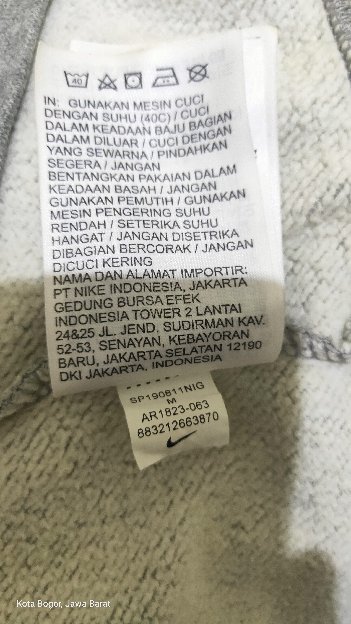 40
IN: GUNAKAN MESIN CUCI
DENGAN SUHU (40C) / CUCI
DALAM KEADAAN BAJU BAGIAN
DALAM DILUAR / CUCI DENGAN
YANG SEWARNA / PINDAHKAN
SEGERA / JANGAN
BENTANGKAN PAKAIAN DALAM
KEADAAN BASAH / JANGAN
GUNAKAN PEMUTIH / GUNAKAN
MESIN PENGERING SUHU
RENDAH / SETERIKA SUHU
HANGAT / JANGAN DISETRIKA
DIBAGIAN BERCORAK / JANGAN
DICUCI KERING
NAMA DAN ALAMAT IMPORTIR:
PT NIKE INDONESIA, JAKARTA
GEDUNG BURSA EFEK
INDONESIA TOWER 2 LANTAI
24&25 JL. JEND. SUDIRMAN KAV.
52-53, SENAYAN, KEBAYORAN
BARU, JAKARTA SELATAN 12190
DKI JAKARTA, INDONESIA
SP190811NIG
M
AR1823-063
883212663870
Kota Bogor, Jawa Barat